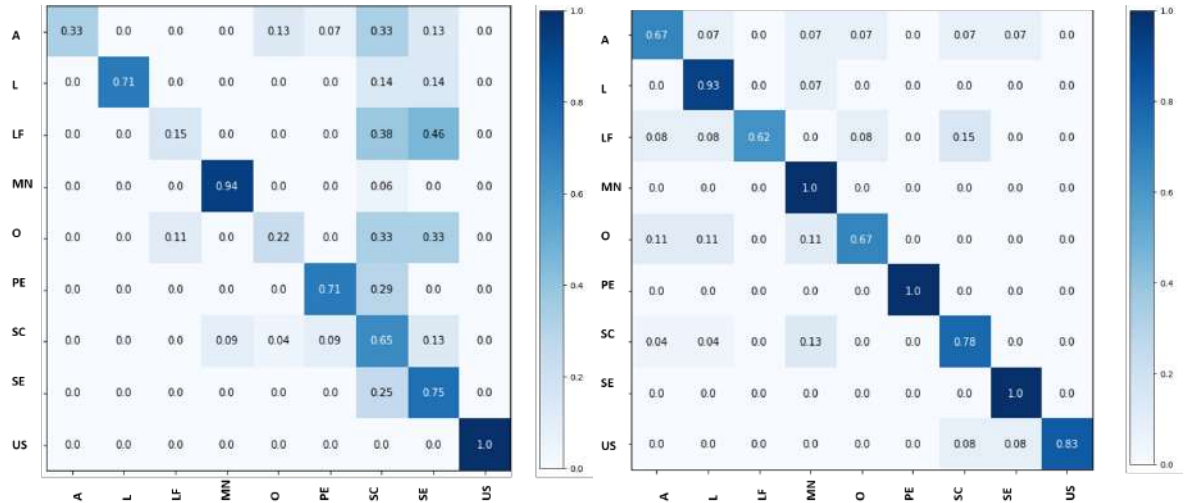 A 0.33 0.0 0.0 0.0 0.13 0.07 0.33 0.13 0.0
L 0.0 0.71 0.0 0.0 0.0 0.0 0.14 0.14 0.0
LF 0.0 0.0 0.15 0.0 0.0 0.0 0.38 0.46 0.0
MN 0.0 0.0 0.0 0.94 0.0 0.0 0.06 0.0 0.0
O 0.0 0.0 0.11 0.0 0.22 0.0 0.33 0.33 0.0
PE 0.0 0.0 0.0 0.0 0.0 0.71 0.29 0.0 0.0
SC 0.0 0.0 0.0 0.09 0.04 0.09 0.65 0.13 0.0
SE 0.0 0.0 0.0 0.0 0.0 0.0 0.25 0.75 0.0
US 0.0 0.0 0.0 0.0 0.0 0.0 0.0 0.0 1.0
A L LF MN O PE SC SE US
1.0
0.8
0.6
0.4
0.2
0.0
A 0.67 0.07 0.0 0.07 0.07 0.0 0.07 0.07 0.0
L 0.0 0.93 0.0 0.07 0.0 0.0 0.0 0.0 0.0
LF 0.08 0.08 0.62 0.0 0.08 0.0 0.15 0.0 0.0
MN 0.0 0.0 0.0 1.0 0.0 0.0 0.0 0.0 0.0
O 0.11 0.11 0.0 0.11 0.67 0.0 0.0 0.0 0.0
PE 0.0 0.0 0.0 0.0 0.0 1.0 0.0 0.0 0.0
SC 0.04 0.04 0.0 0.13 0.0 0.0 0.78 0.0 0.0
SE 0.0 0.0 0.0 0.0 0.0 0.0 0.0 1.0 0.0
US 0.0 0.0 0.0 0.0 0.0 0.0 0.08 0.08 0.83
A L LF MN O PE SC SE US
1.0
0.8
0.6
0.4
0.2
0.0